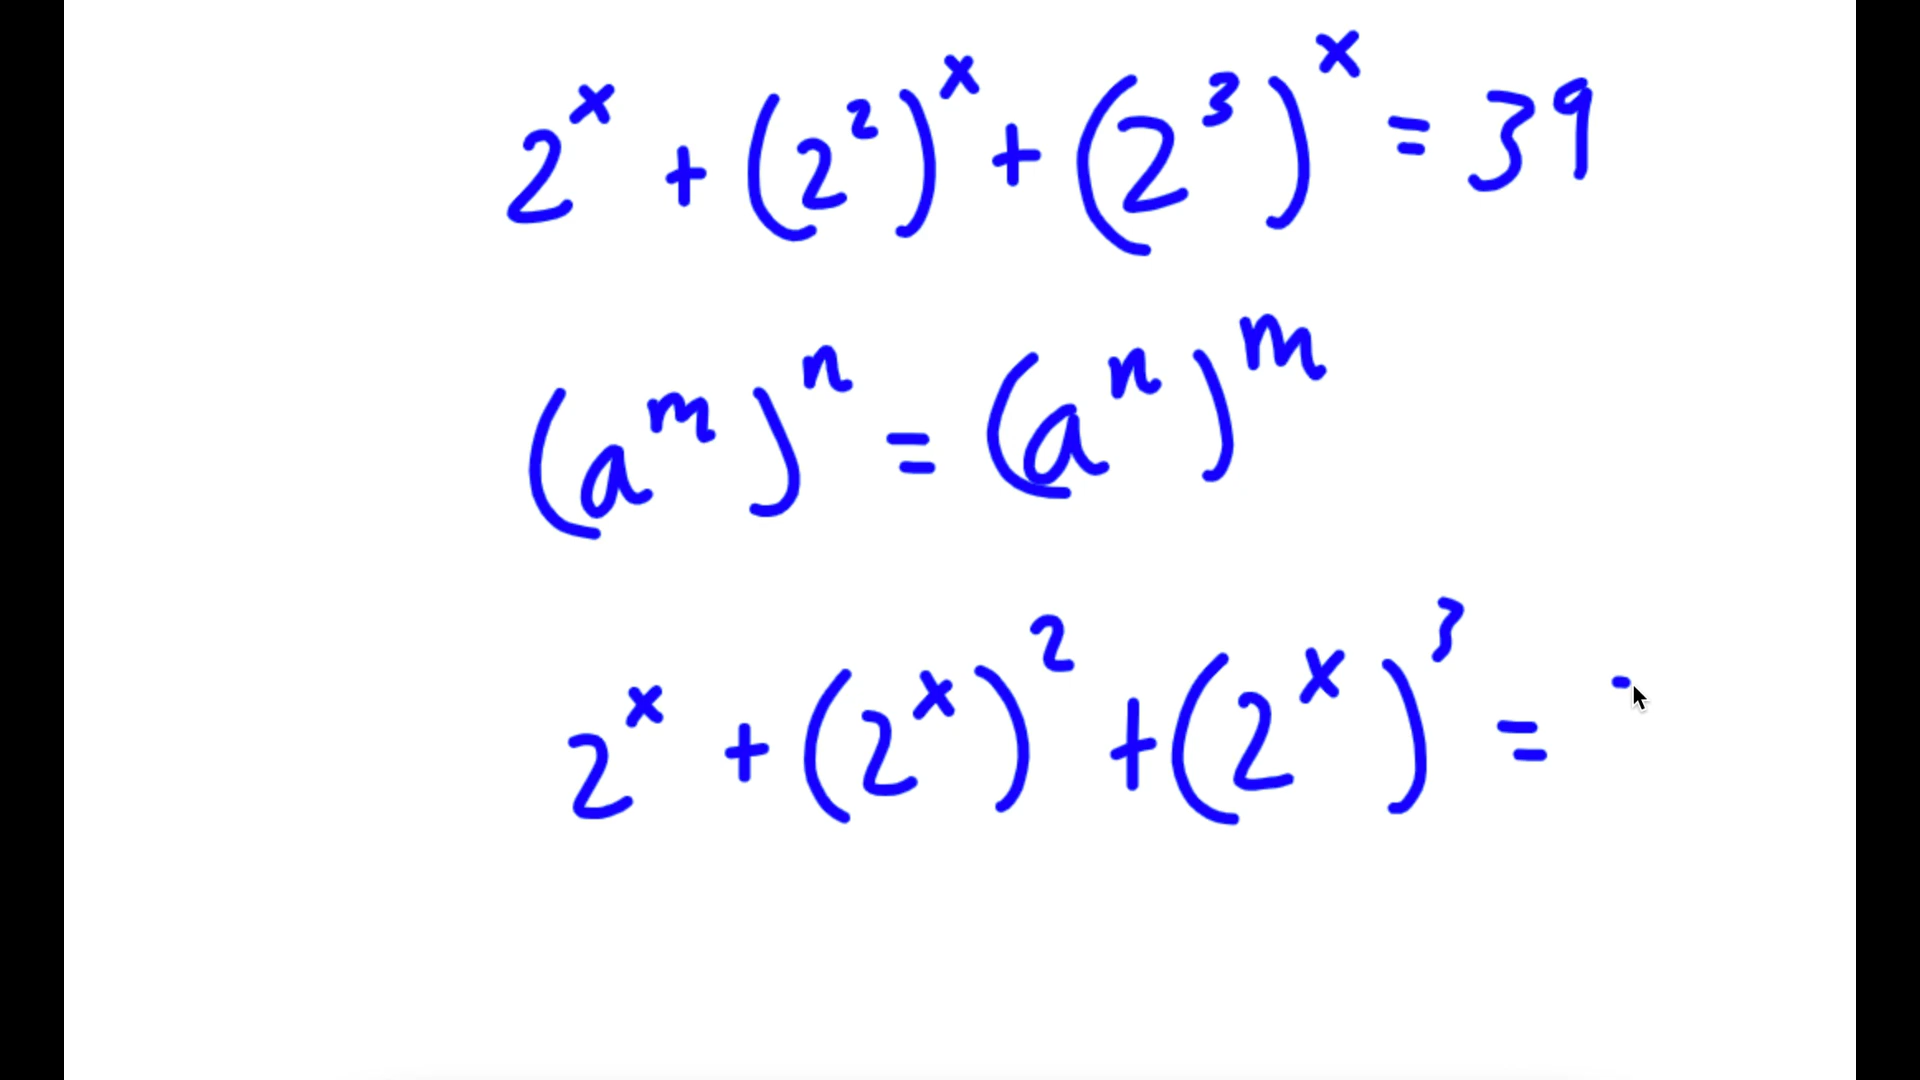 2^x + (2^2)^x + (2^3)^x = 39
(a^m)^n = (a^n)^m
2^x + (2^x)^2 + (2^x)^3 =